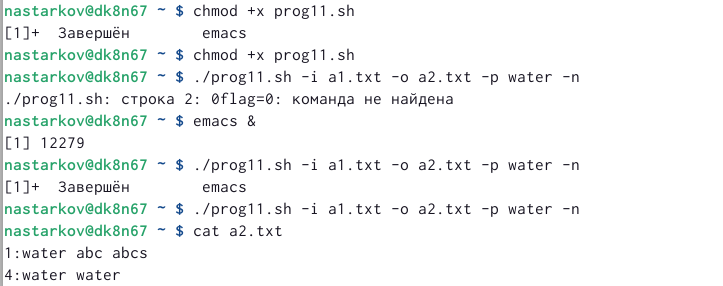 nastarkov@dk8n67 ~ $ chmod +x prog11.sh
[1]+  Завершён        emacs
nastarkov@dk8n67 ~ $ chmod +x prog11.sh
nastarkov@dk8n67 ~ $ ./prog11.sh -i a1.txt -o a2.txt -p water -n
./prog11.sh: строка 2: 0flag=0: команда не найдена
nastarkov@dk8n67 ~ $ emacs &
[1] 12279
nastarkov@dk8n67 ~ $ ./prog11.sh -i a1.txt -o a2.txt -p water -n
[1]+  Завершён        emacs
nastarkov@dk8n67 ~ $ ./prog11.sh -i a1.txt -o a2.txt -p water -n
nastarkov@dk8n67 ~ $ cat a2.txt
1:water abc abcs
4:water water